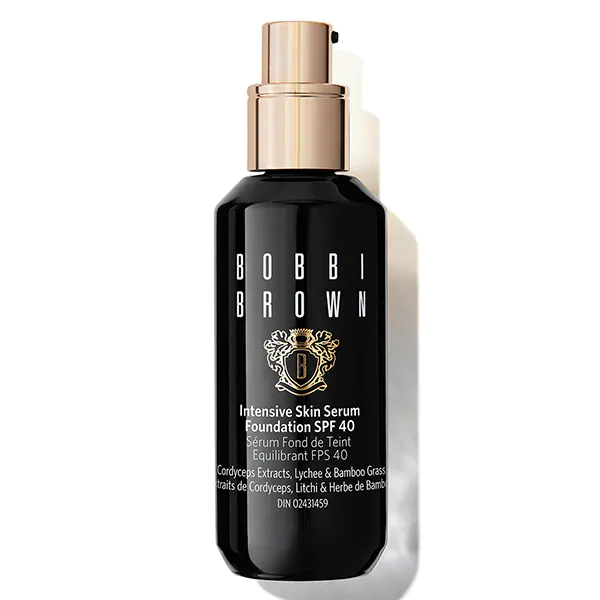 BOBBI
BROWN
B
Intensive Skin Serum
Foundation SPF 40
Sérum Fond de Teint
Equilibrant FPS 40
Cordyceps Extracts, Lychee & Bamboo Grass
traits de Cordyceps, Litchi & Herbe de Bambo
DIN 02431459